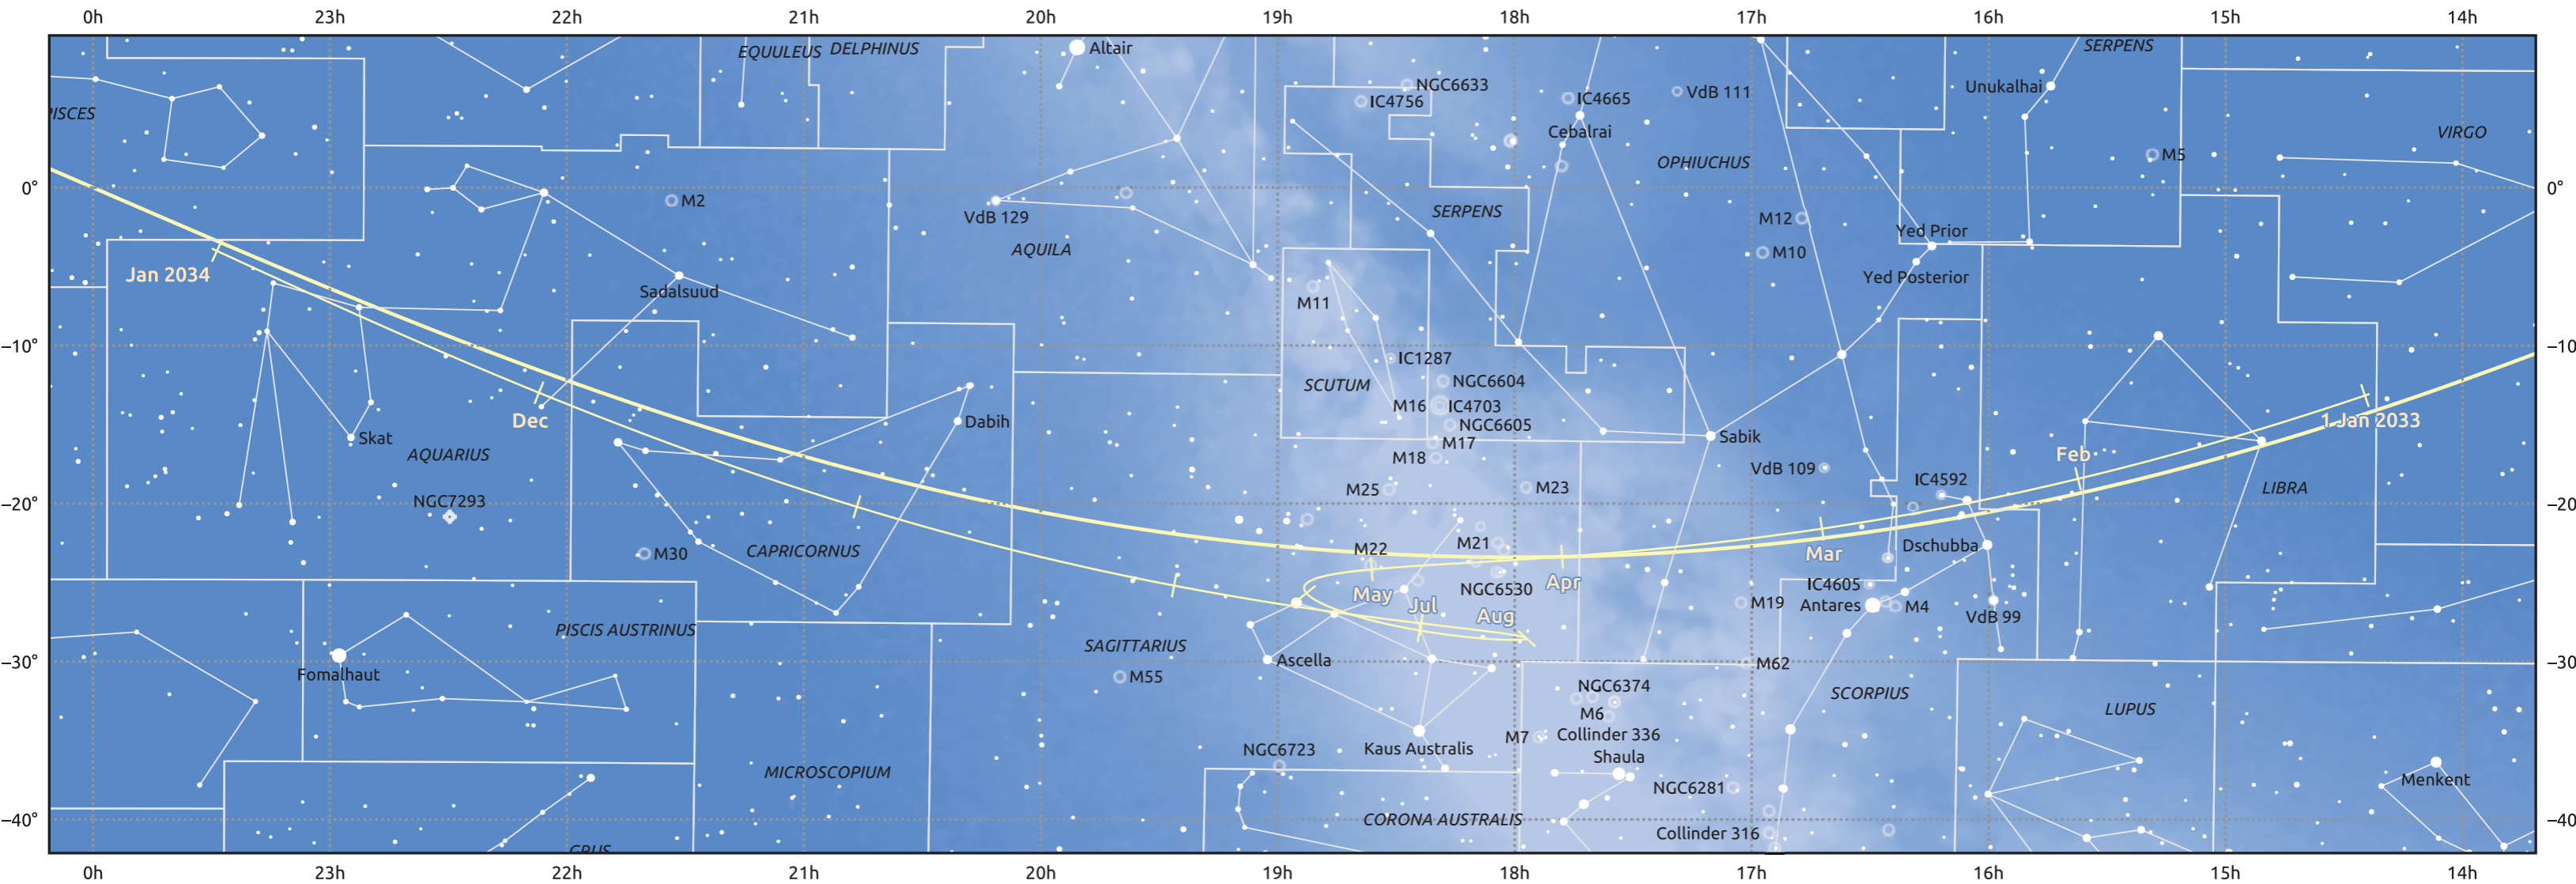 0h 23h 22h 21h 20h 19h 18h 17h 16h 15h 14h
EQUULEUS DELPHINUS Altair SERPENS
NGC6633 Unukalhai
IC4756 IC4665 VdB 111
PISCES Cebalrai VIRGO
OPHIUCHUS M5
0° 0°
M2 VdB 129 SERPENS M12 Yed Prior
AQUILA M10
Jan 2034 Yed Posterior
Sadalsuud M11
−10° −10
IC1287
SCUTUM NGC6604
M16 IC4703
Dec Dabih NGC6605 1 Jan 2033
Skat M17 Sabik
AQUARIUS M18 Feb
VdB 109 IC4592
NGC7293 M25 M23 LIBRA
−20° −20
M30 CAPRICORNUS M22 M21 Mar Dschubba
Apr
NGC6530 IC4605
May Jul Aug M19 Antares M4
VdB 99
PISCIS AUSTRINUS
SAGITTARIUS
−30° −30
Fomalhaut Ascella M62
M55 NGC6374 SCORPIUS
M6 LUPUS
M7 Collinder 336
NGC6723 Kaus Australis Shaula
MICROSCOPIUM NGC6281 Menkent
−40° −40
CORONA AUSTRALIS Collinder 316
GRUS
0h 23h 22h 21h 20h 19h 18h 17h 16h 15h 14h